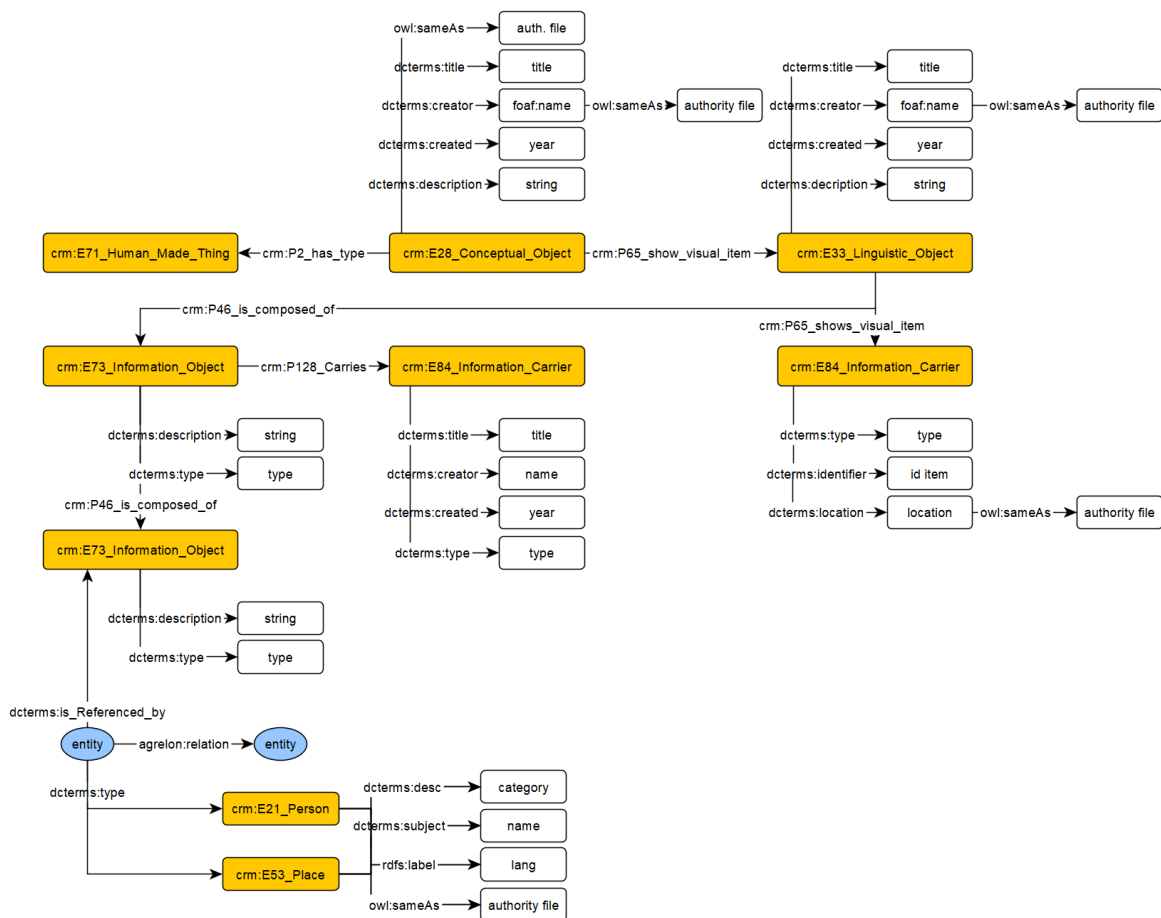 owl:sameAs auth. file
dcterms:title title
dcterms:creator foaf:name owl:sameAs authority file
dcterms:created year
dcterms:description string
dcterms:title title
dcterms:creator foaf:name owl:sameAs authority file
dcterms:created year
dcterms:decription string
crm:E71_Human_Made_Thing crm:P2_has_type crm:E28_Conceptual_Object crm:P65_show_visual_item crm:E33_Linguistic_Object
crm:P46_is_composed_of
crm:P65_shows_visual_item
crm:E73_Information_Object crm:P128_Carries crm:E84_Information_Carrier crm:E84_Information_Carrier
dcterms:description string
dcterms:type type
crm:P46_is_composed_of
dcterms:title title
dcterms:creator name
dcterms:created year
dcterms:type type
dcterms:type type
dcterms:identifier id item
dcterms:location location owl:sameAs authority file
crm:E73_Information_Object
dcterms:description string
dcterms:type type
dcterms:is_Referenced_by
entity agrelon:relation entity
dcterms:type
crm:E21_Person
crm:E53_Place
dcterms:desc category
dcterms:subject name
rdfs:label lang
owl:sameAs authority file